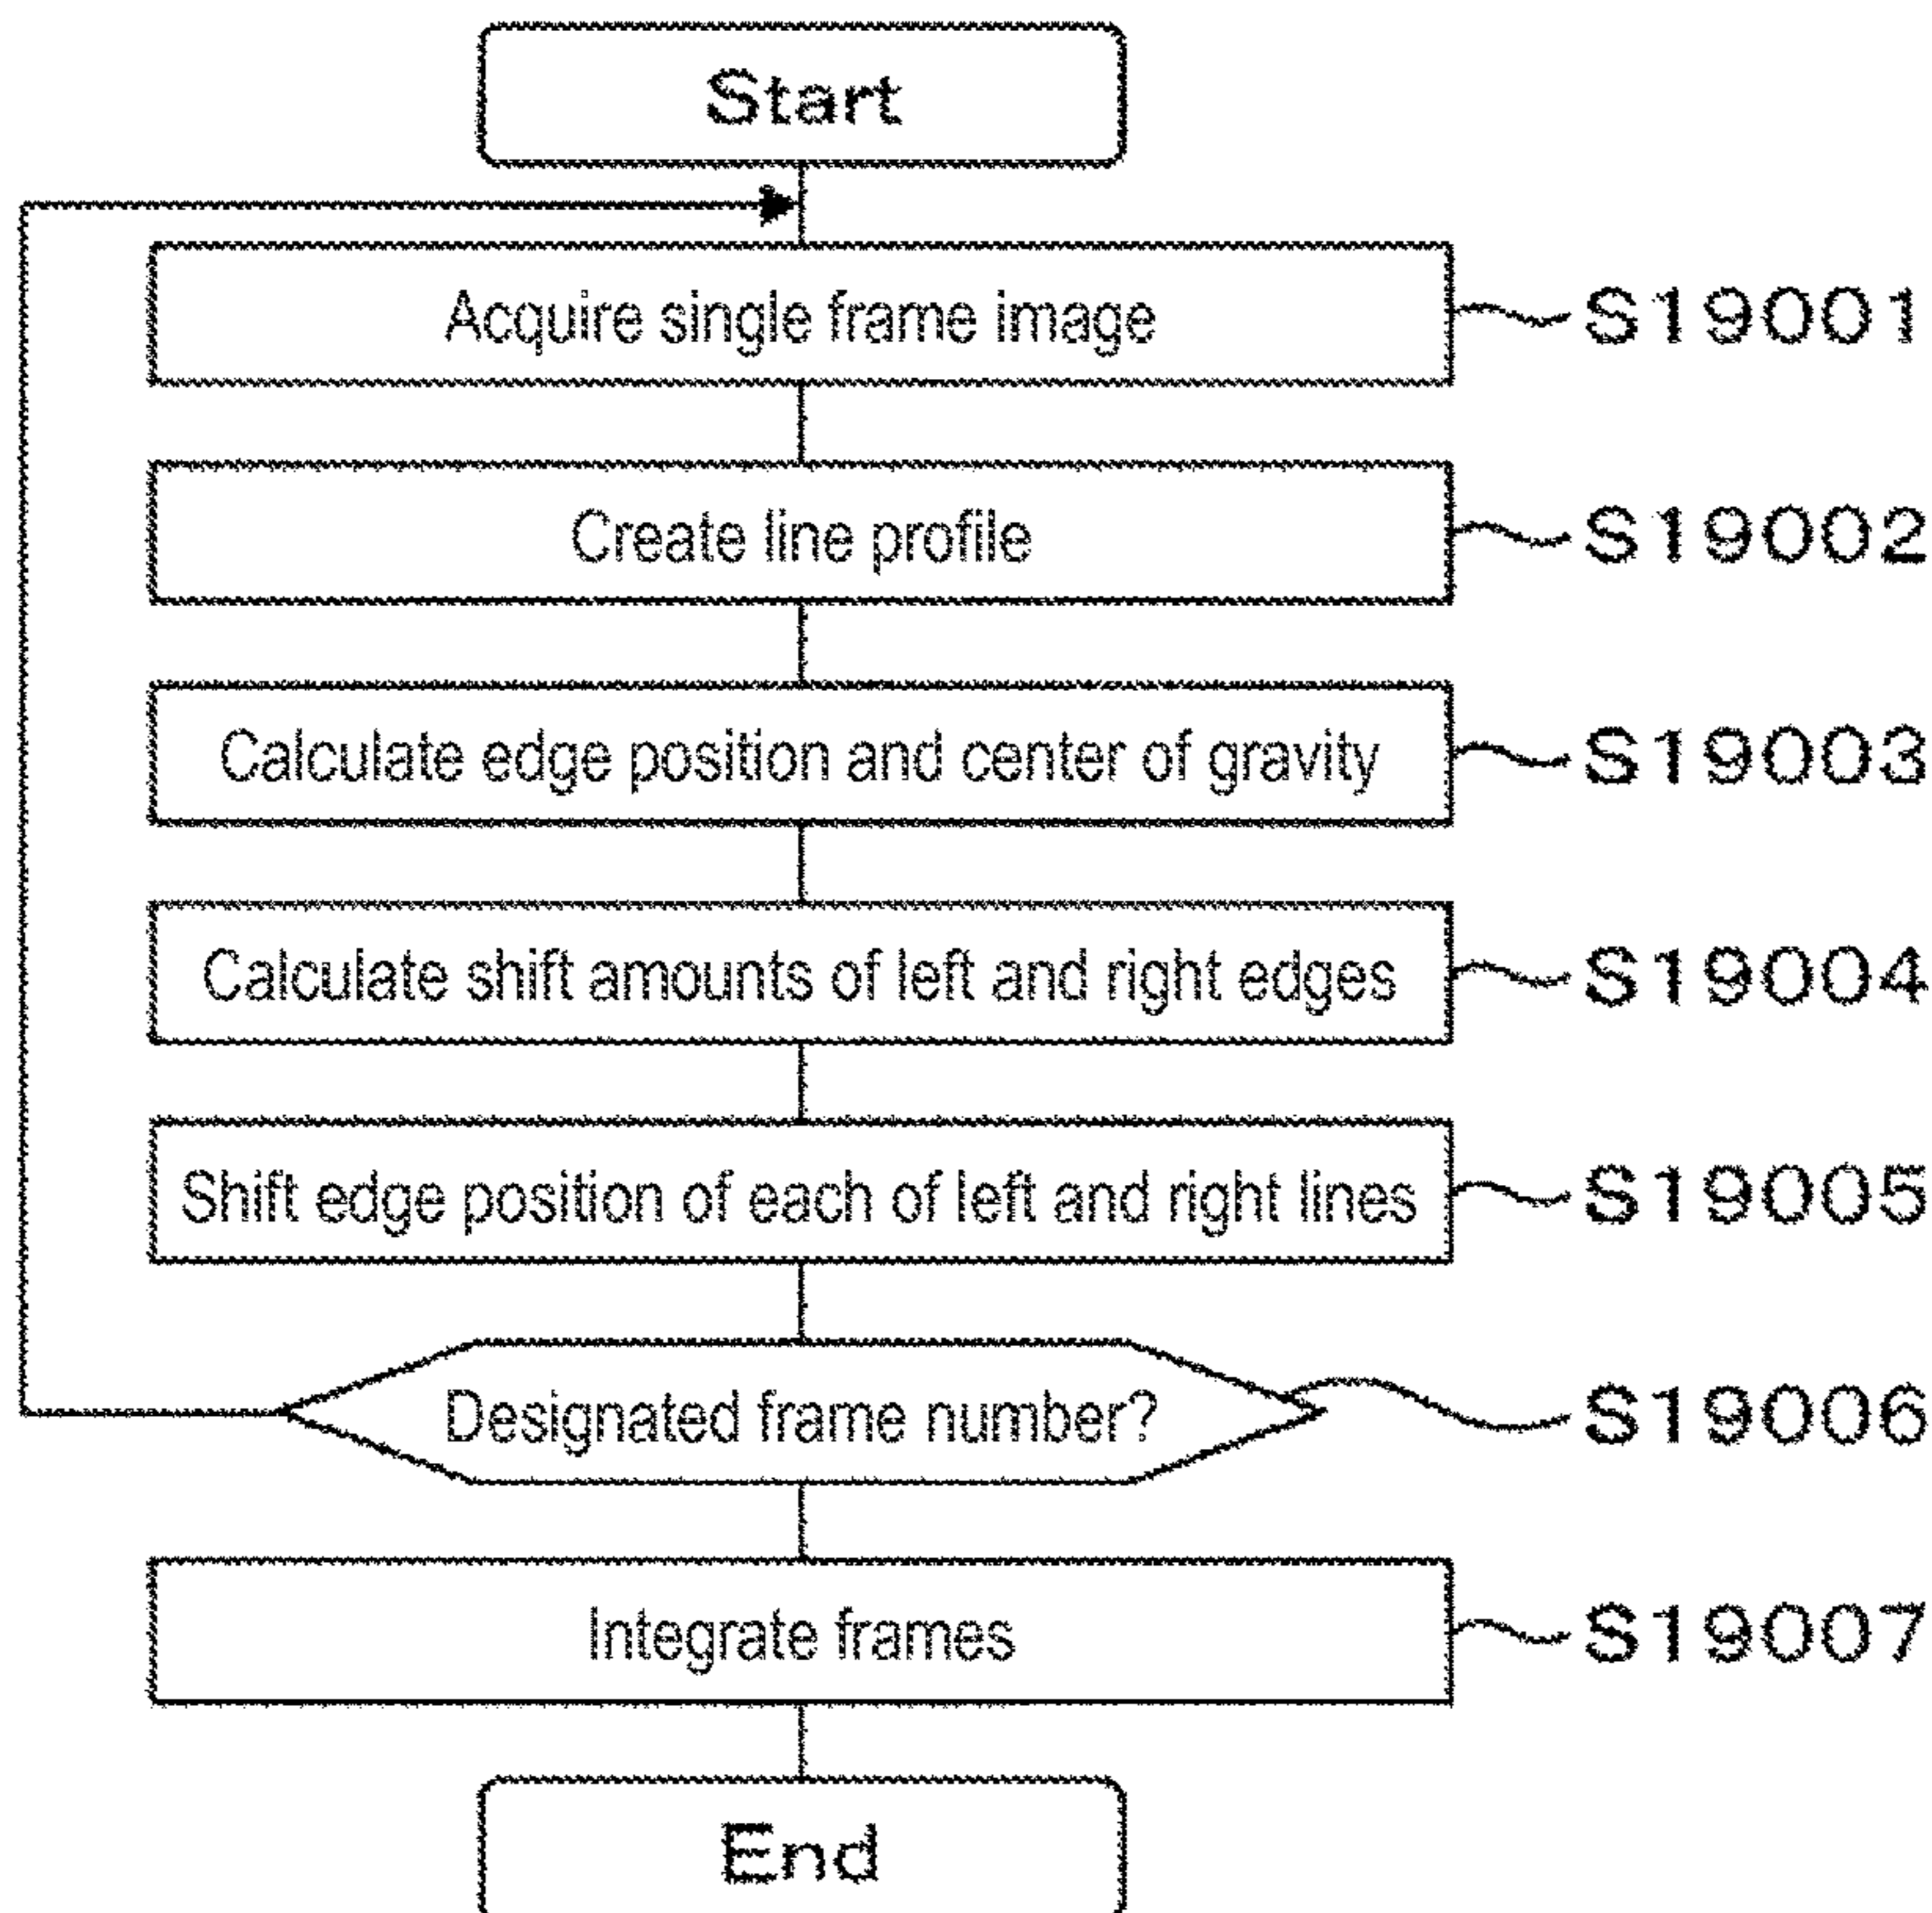 Start
Acquire single frame image
S19001
Create line profile
S19002
Calculate edge position and center of gravity
S19003
Calculate shift amounts of left and right edges
S19004
Shift edge position of each of left and right lines
S19005
Designated frame number?
S19006
Integrate frames
S19007
End